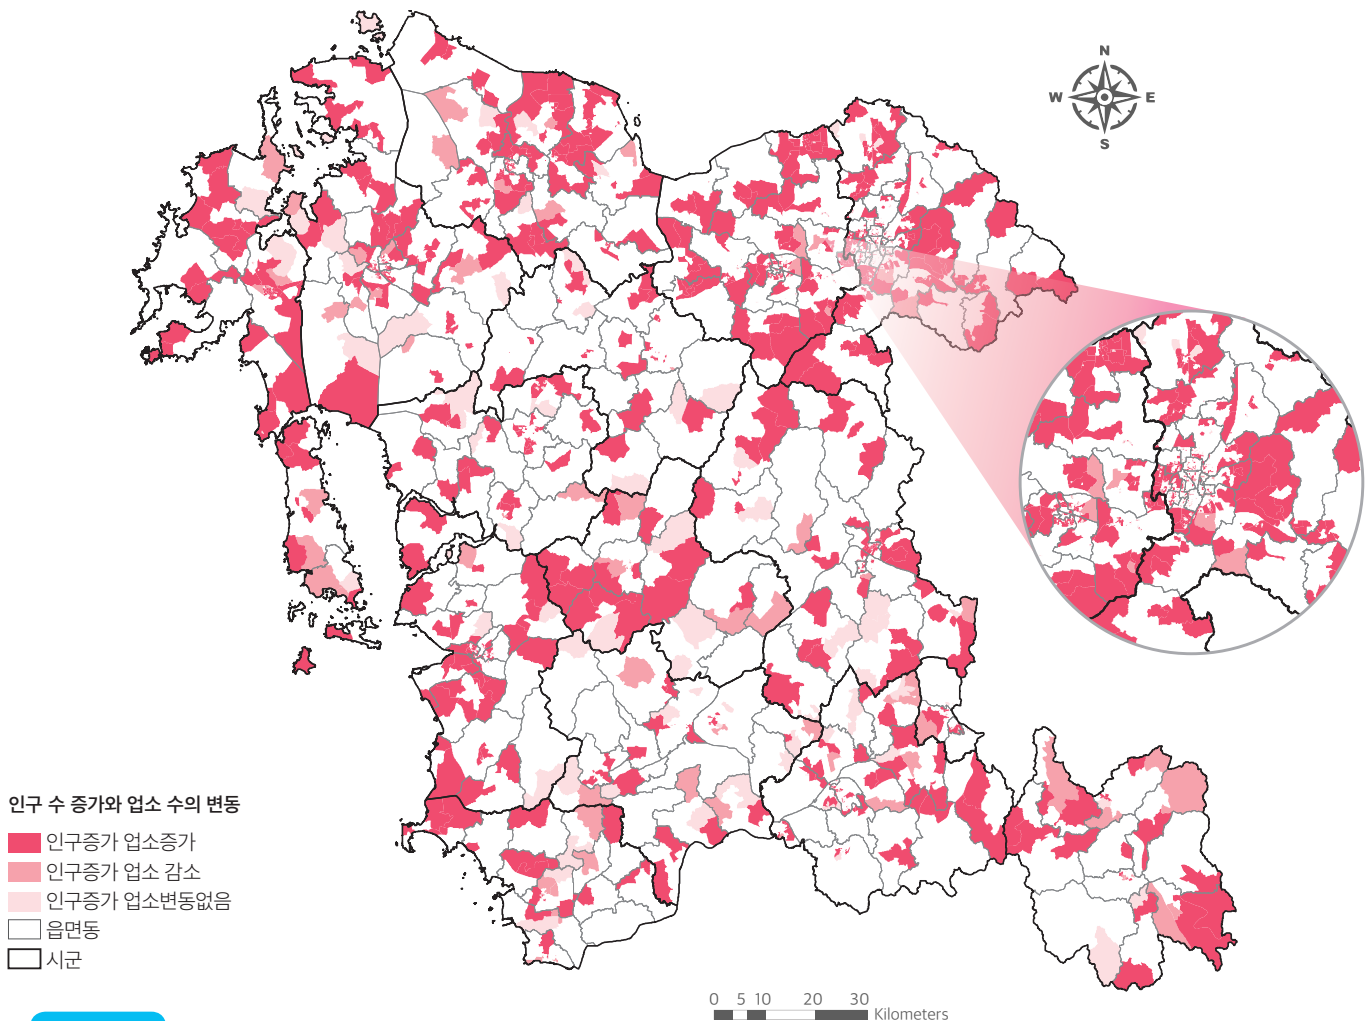 N
W E
S
인구 수 증가와 업소 수의 변동
인구증가 업소증가
인구증가 업소 감소
인구증가 업소변동없음
읍면동
시군
0 5 10 20 30
Kilometers